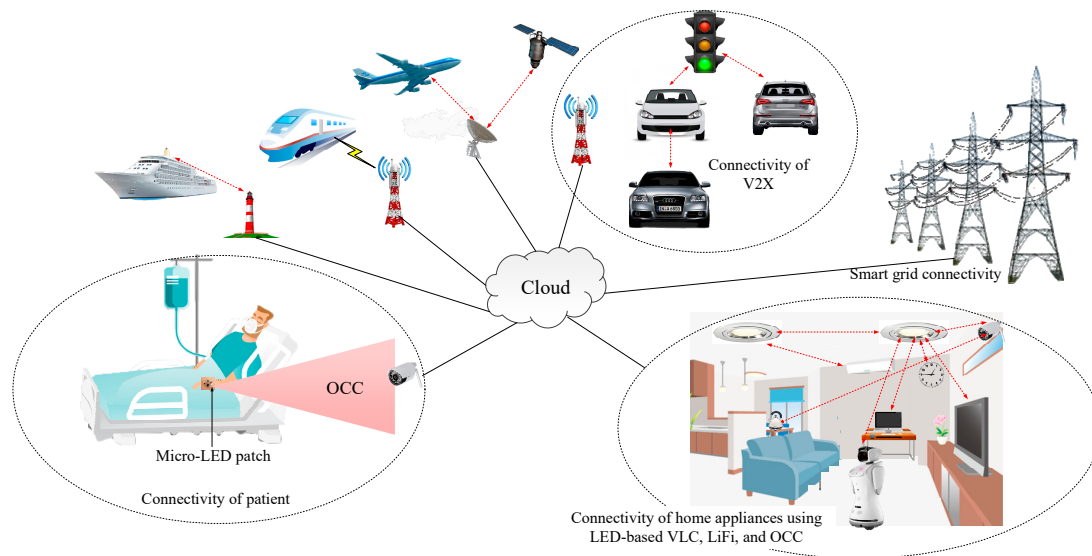 Connectivity of
V2X
Cloud
Smart grid connectivity
OCC
Micro-LED patch
Connectivity of patient
Connectivity of home appliances using
LED-based VLC, LiFi, and OCC